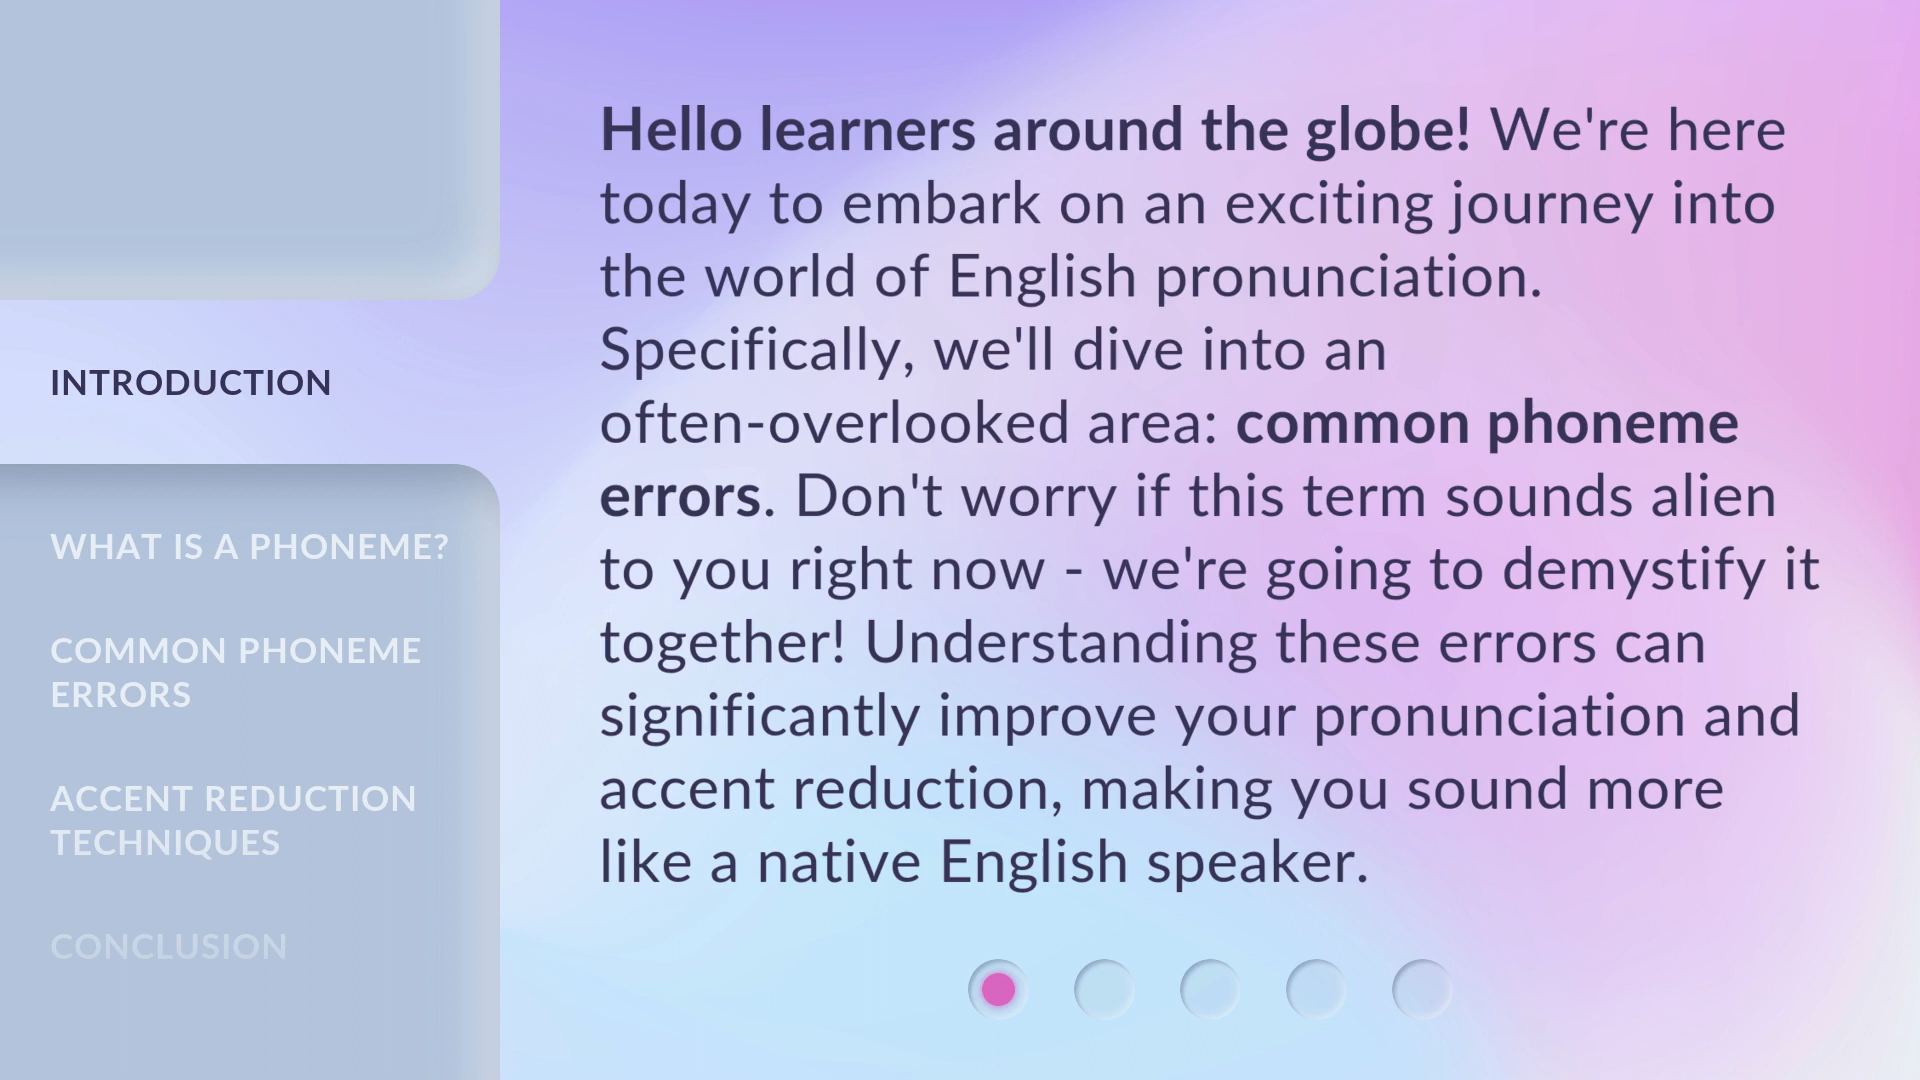 INTRODUCTION
WHAT IS A PHONEME?
COMMON PHONEME
ERRORS
ACCENT REDUCTION
TECHNIQUES
CONCLUSION
Hello learners around the globe! We're here
today to embark on an exciting journey into
the world of English pronunciation.
Specifically, we'll dive into an
often-overlooked area: common phoneme
errors. Don't worry if this term sounds alien
to you right now - we're going to demystify it
together! Understanding these errors can
significantly improve your pronunciation and
accent reduction, making you sound more
like a native English speaker.